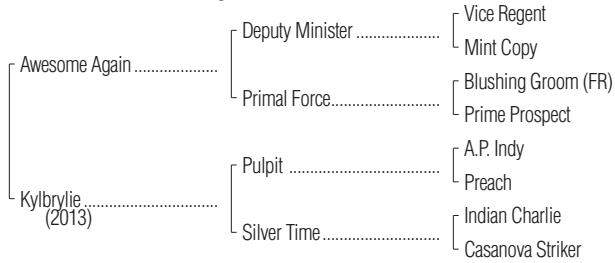 Vice Regent
Deputy Minister ....................
Mint Copy
Awesome Again ....................
Blushing Groom (FR)
Primal Force..........................
Prime Prospect
A.P. Indy
Pulpit .....................................
Preach
Kylbrylie ................................
(2013)
Indian Charlie
Silver Time............................
Casanova Striker